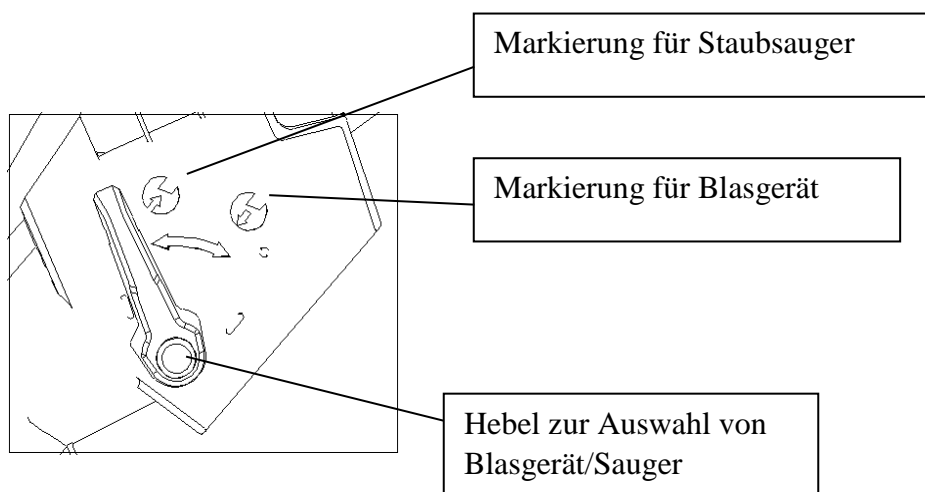 Markierung für Staubsauger
Markierung für Blasgerät
Hebel zur Auswahl von
Blasgerät/Sauger